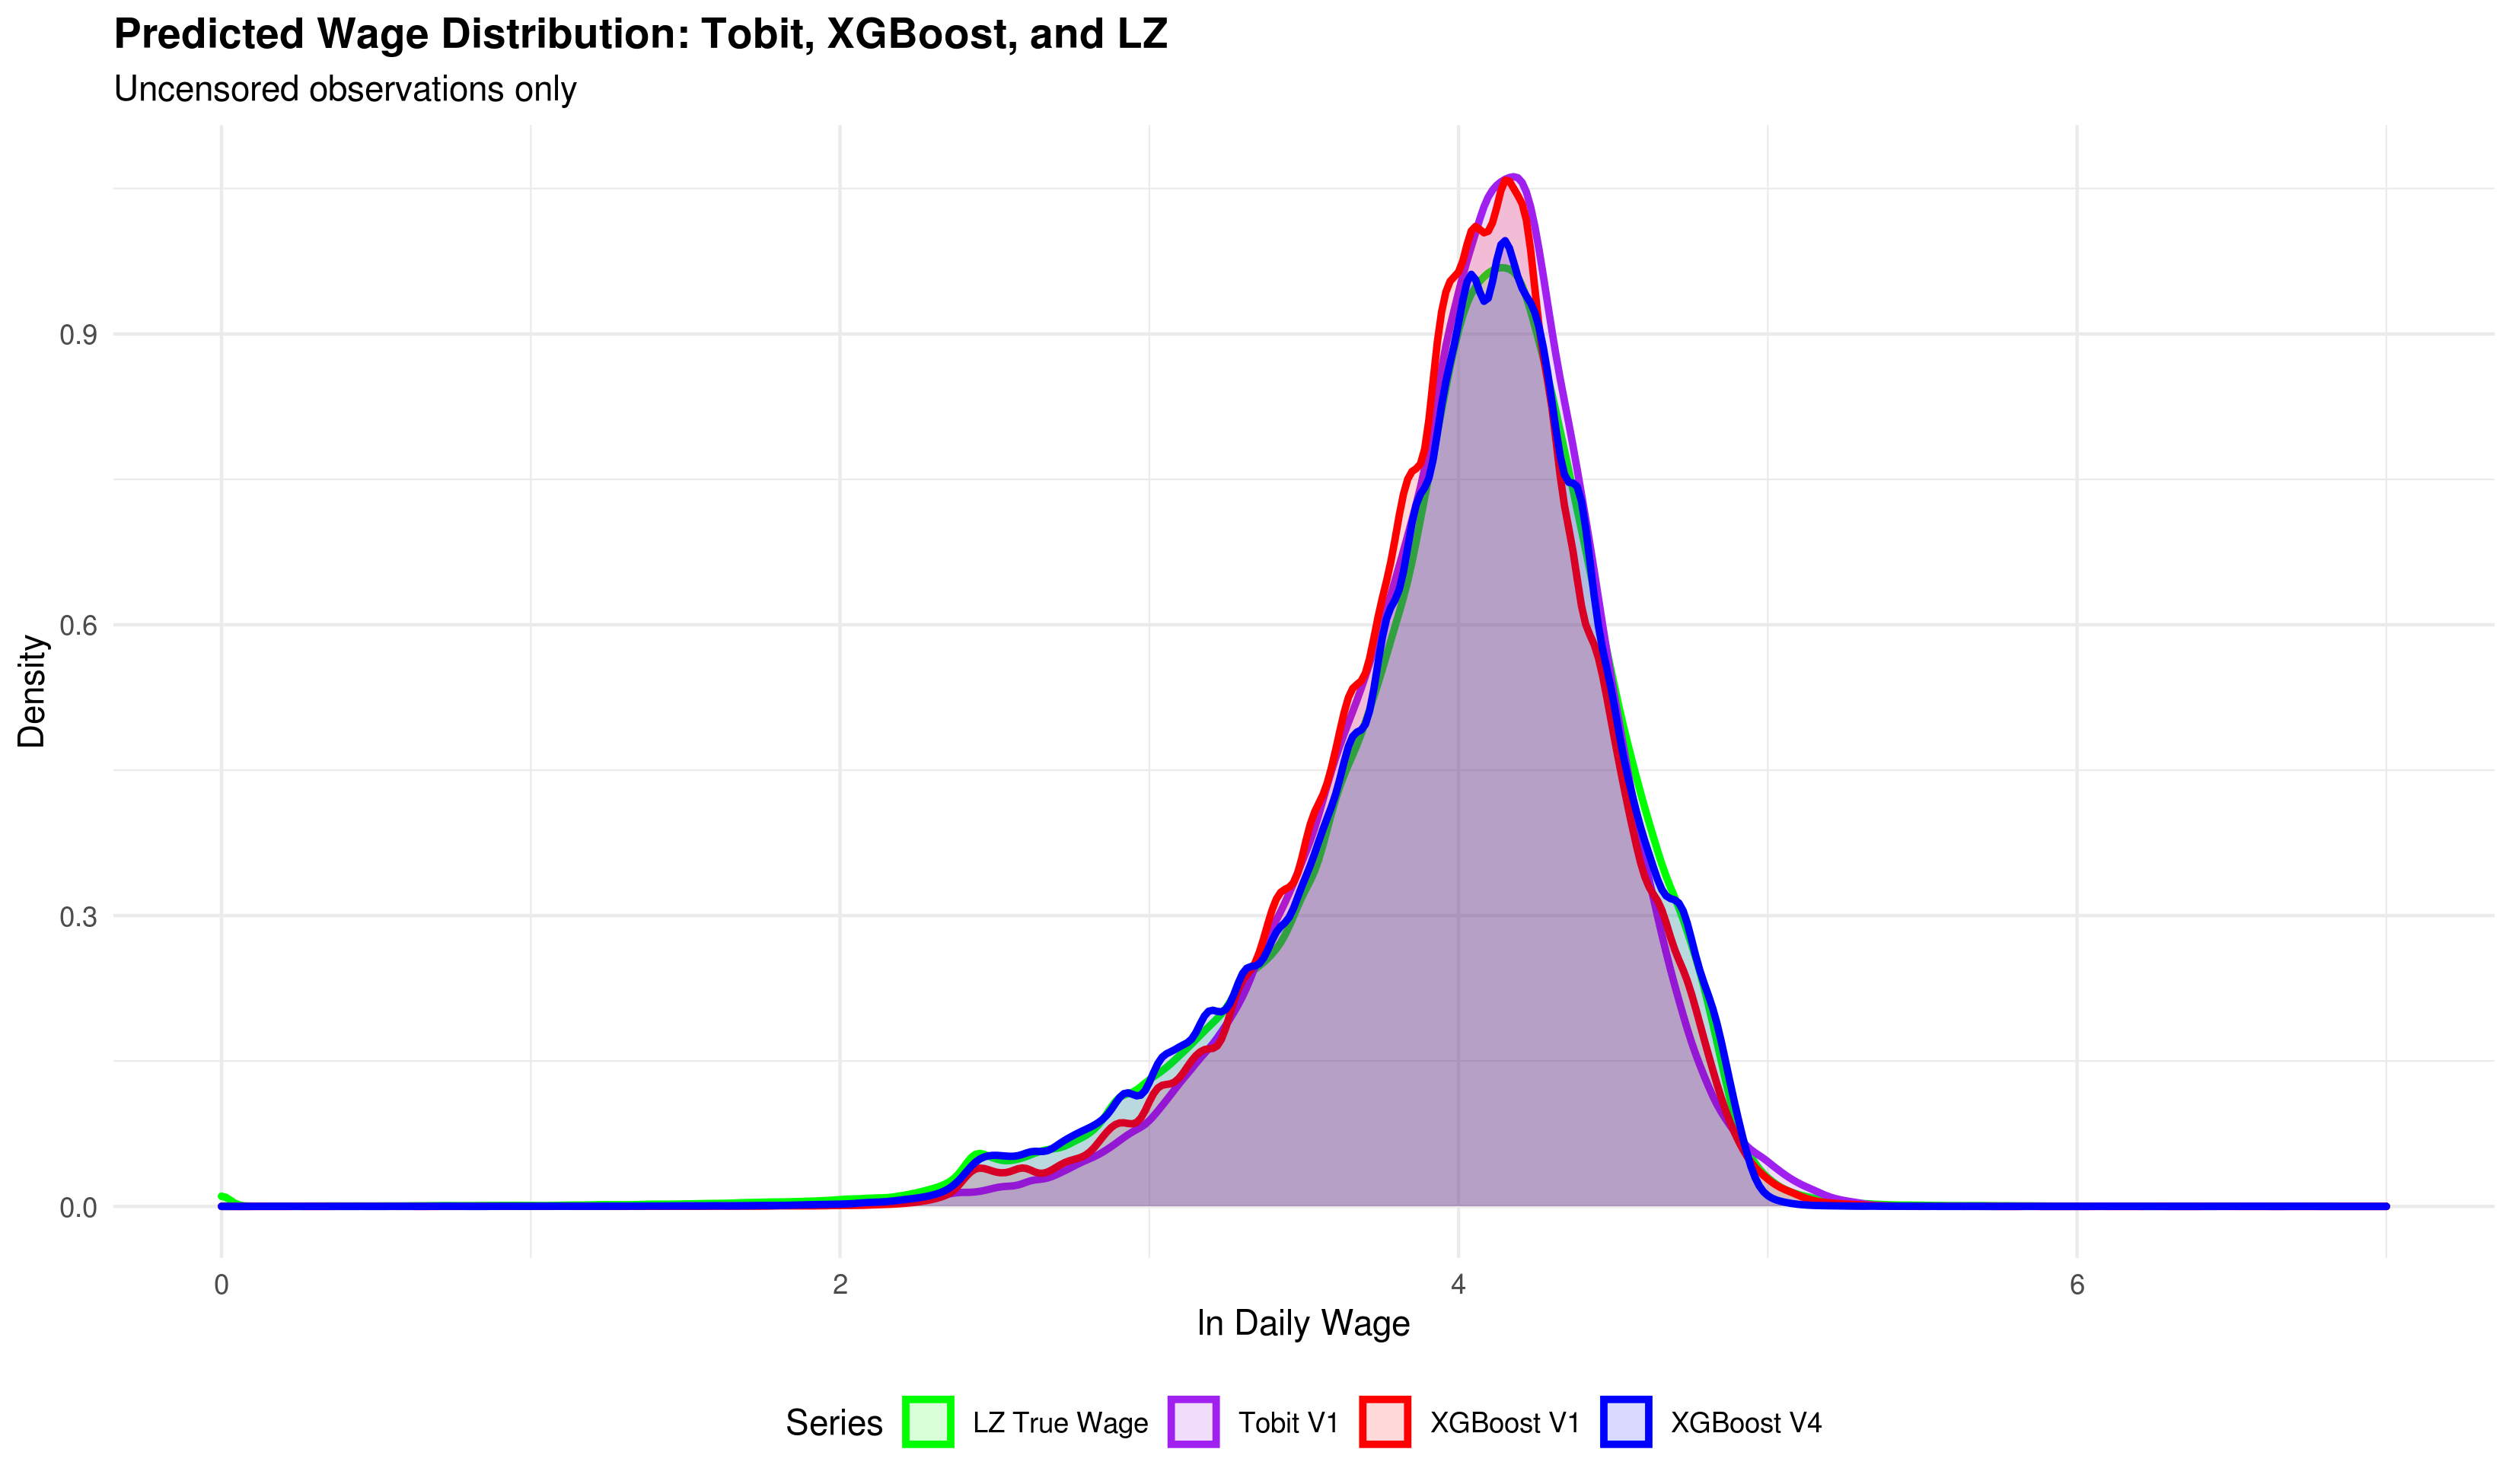 Predicted Wage Distribution: Tobit, XGBoost, and LZ
Uncensored observations only
Density
0.9
0.6
0.3
0.0
0 2 4 6
ln Daily Wage
Series LZ True Wage Tobit V1 XGBoost V1 XGBoost V4